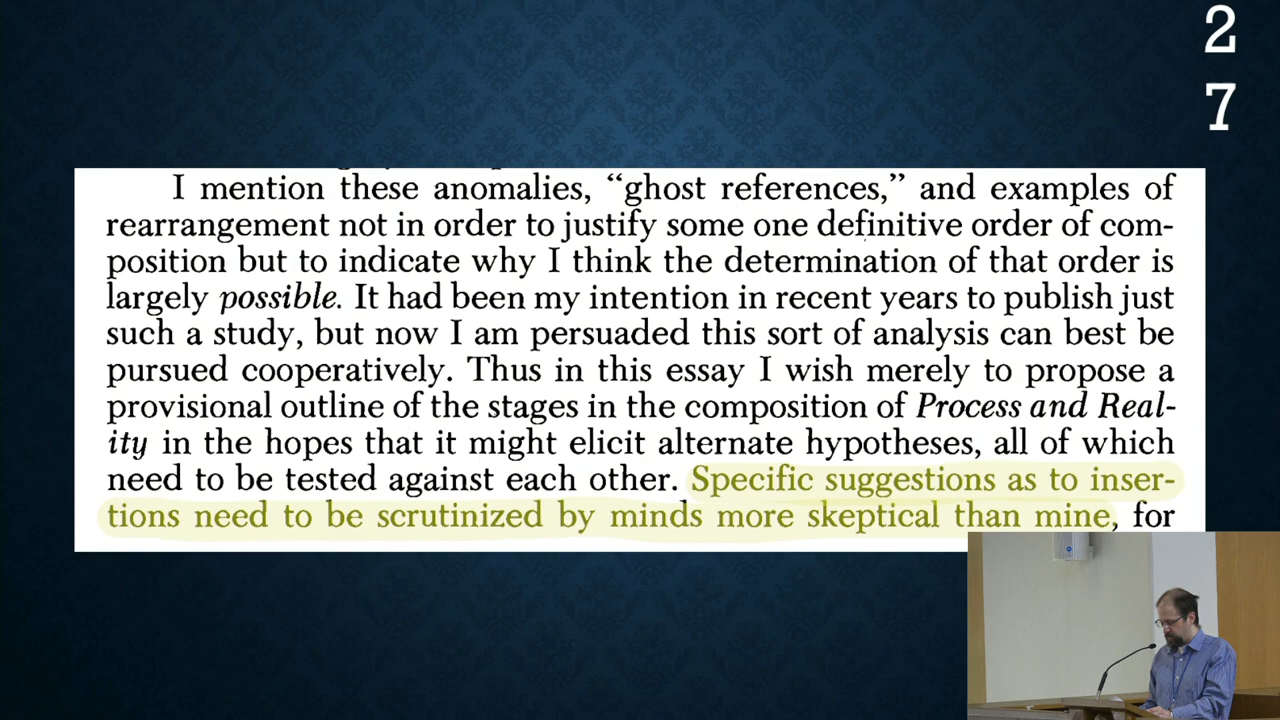 2
7
I mention these anomalies, “ghost references,” and examples of
rearrangement not in order to justify some one definitive order of com-
position but to indicate why I think the determination of that order is
largely possible. It had been my intention in recent years to publish just
such a study, but now I am persuaded this sort of analysis can best be
pursued cooperatively. Thus in this essay I wish merely to propose a
provisional outline of the stages in the composition of Process and Real-
ity in the hopes that it might elicit alternate hypotheses, all of which
need to be tested against each other. Specific suggestions as to inser-
tions need to be scrutinized by minds more skeptical than mine, for